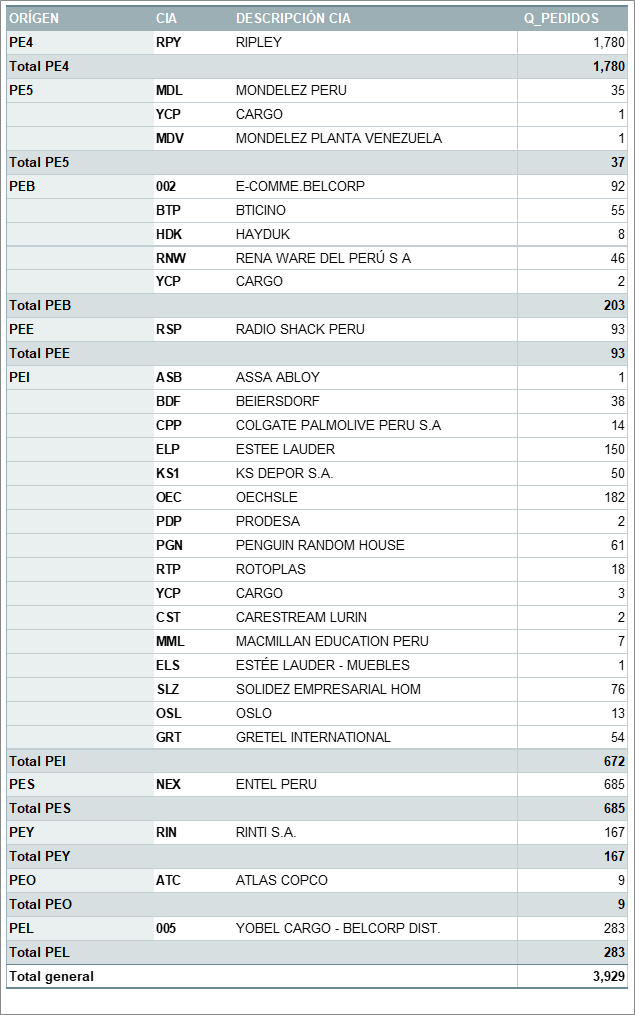 ORÍGEN CIA DESCRIPCIÓN CIA Q_PEDIDOS
PE4 RPY RIPLEY 1,780
Total PE4 1,780
PE5 MDL MONDELEZ PERU 35
YCP CARGO 1
MDV MONDELEZ PLANTA VENEZUELA 1
Total PE5 37
PEB 002 E-COMME.BELCORP 92
BTP BTICINO 55
HDK HAYDUK 8
RNW RENA WARE DEL PERÚ S A 46
YCP CARGO 2
Total PEB 203
PEE RSP RADIO SHACK PERU 93
Total PEE 93
PEI ASB ASSA ABLOY 1
BDF BEIERSDORF 38
CPP COLGATE PALMOLIVE PERU S.A 14
ELP ESTEE LAUDER 150
KS1 KS DEPOR S.A. 50
OEC OECHSLE 182
PDP PRODESA 2
PGN PENGUIN RANDOM HOUSE 61
RTP ROTOPLAS 18
YCP CARGO 3
CST CARESTREAM LURIN 2
MML MACMILLAN EDUCATION PERU 7
ELS ESTÉE LAUDER - MUEBLES 1
SLZ SOLIDEZ EMPRESARIAL HOM 76
OSL OSLO 13
GRT GRETEL INTERNATIONAL 54
Total PEI 672
PES NEX ENTEL PERU 685
Total PES 685
PEY RIN RINTI S.A. 167
Total PEY 167
PEO ATC ATLAS COPCO 9
Total PEO 9
PEL 005 YOBEL CARGO - BELCORP DIST. 283
Total PEL 283
Total general 3,929